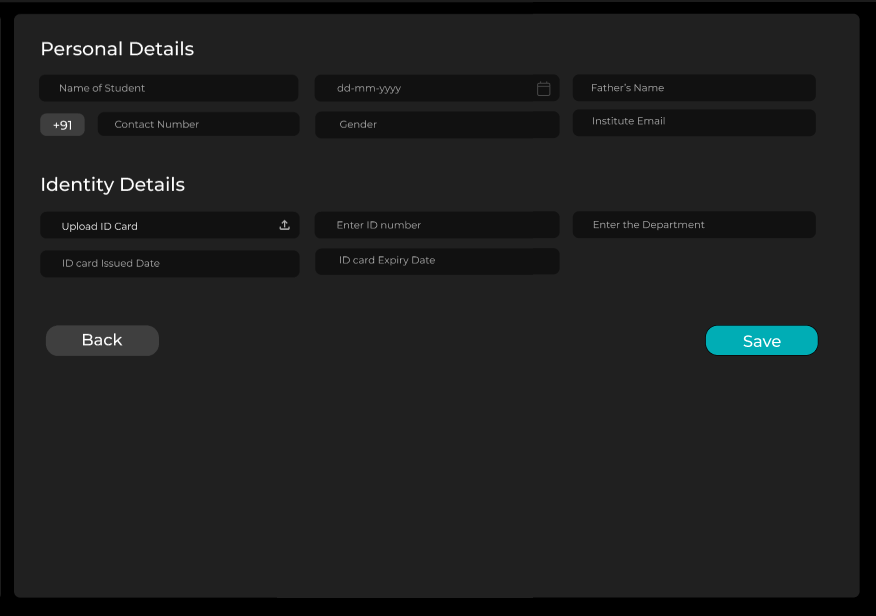 Personal Details
Name of Student
dd-mm-yyyy
Father's Name
+91
Contact Number
Gender
Institute Email
Identity Details
Upload ID Card
Enter ID number
Enter the Department
ID card Issued Date
ID card Expiry Date
Back
Save